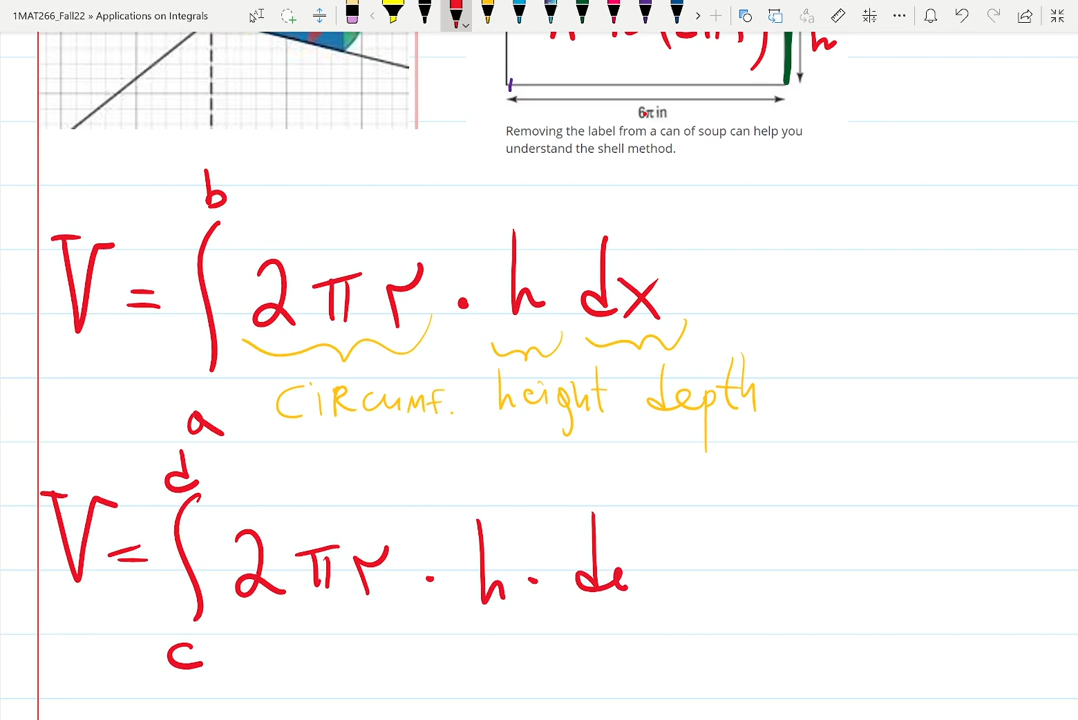 1MAT266_Fall22 » Applications on Integrals
h
6π in
Removing the label from a can of soup can help you
understand the shell method.
b
V = ∫ 2πr · h dx
a
CIRCUMF. height depth
d
V = ∫ 2πr · h · d
c